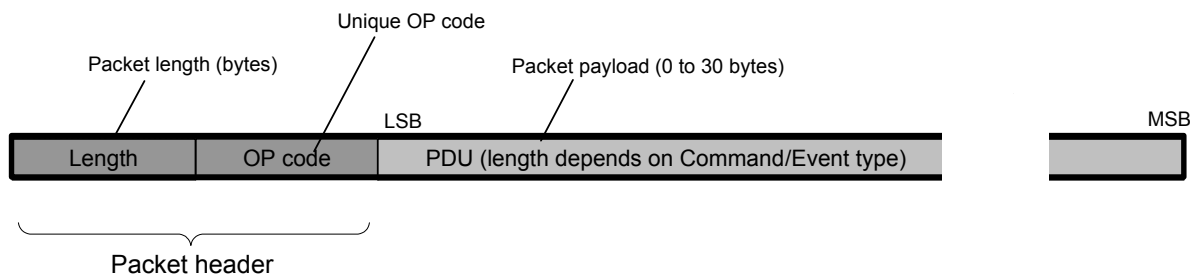 Unique OP code
Packet length (bytes)
Packet payload (0 to 30 bytes)
LSB
MSB
Length
OP code
PDU (length depends on Command/Event type)
Packet header